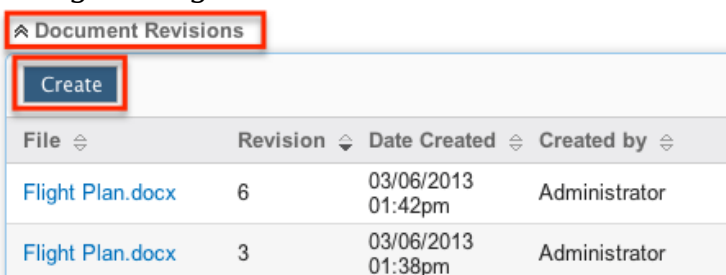 Document Revisions
Create
File Revision Date Created Created by
Flight Plan.docx 6 03/06/2013 01:42pm Administrator
Flight Plan.docx 3 03/06/2013 01:38pm Administrator